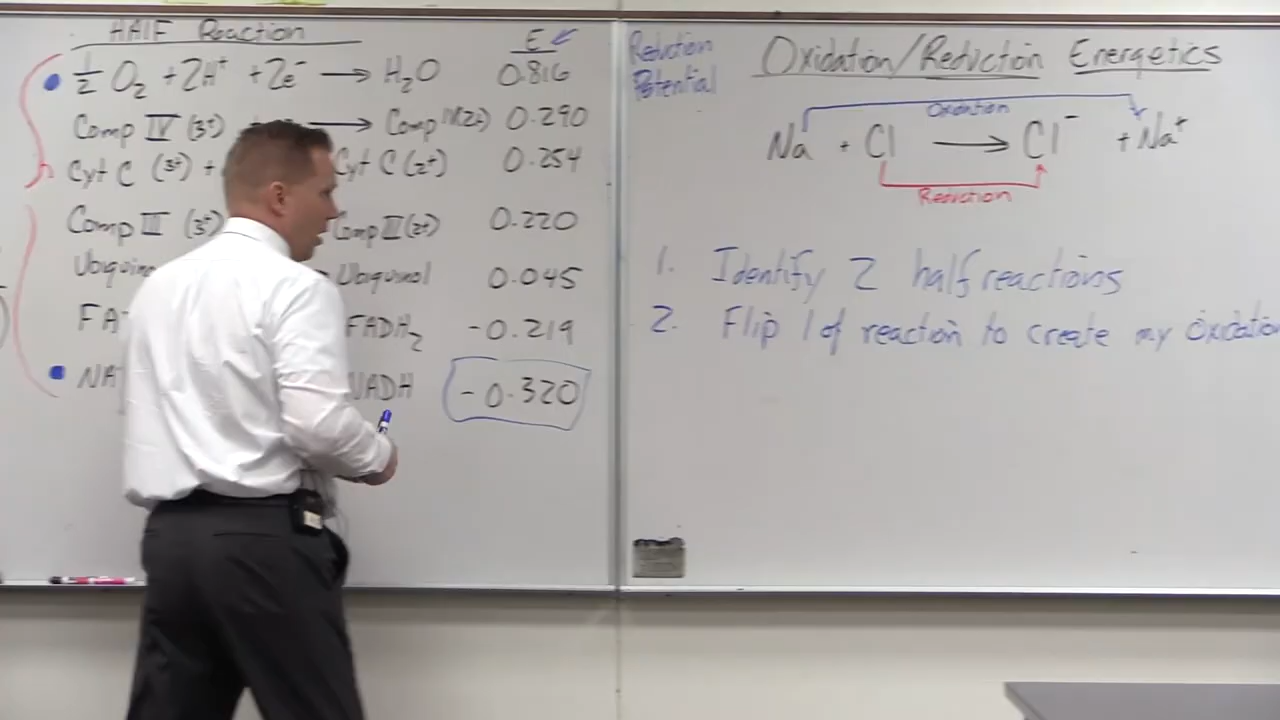 HAlF Reaction E
½ O₂ + 2H⁺ + 2e⁻ → H₂O 0.816
Comp IV (3⁺) → Comp IV(2⁺) 0.290
Cyt C (3⁺) + Cyt C (2⁺) 0.254
Comp III (3⁺) Comp III(2⁺) 0.220
Ubiquin Ubiquinol 0.045
FA FADH₂ -0.219
NA NADH -0.320
Reduction
Potential
Oxidation/Reduction Energetics
Oxidation
Na + Cl → Cl⁻ + Na⁺
Reduction
1. Identify 2 half reactions
2. Flip 1 of reaction to create my oxidation